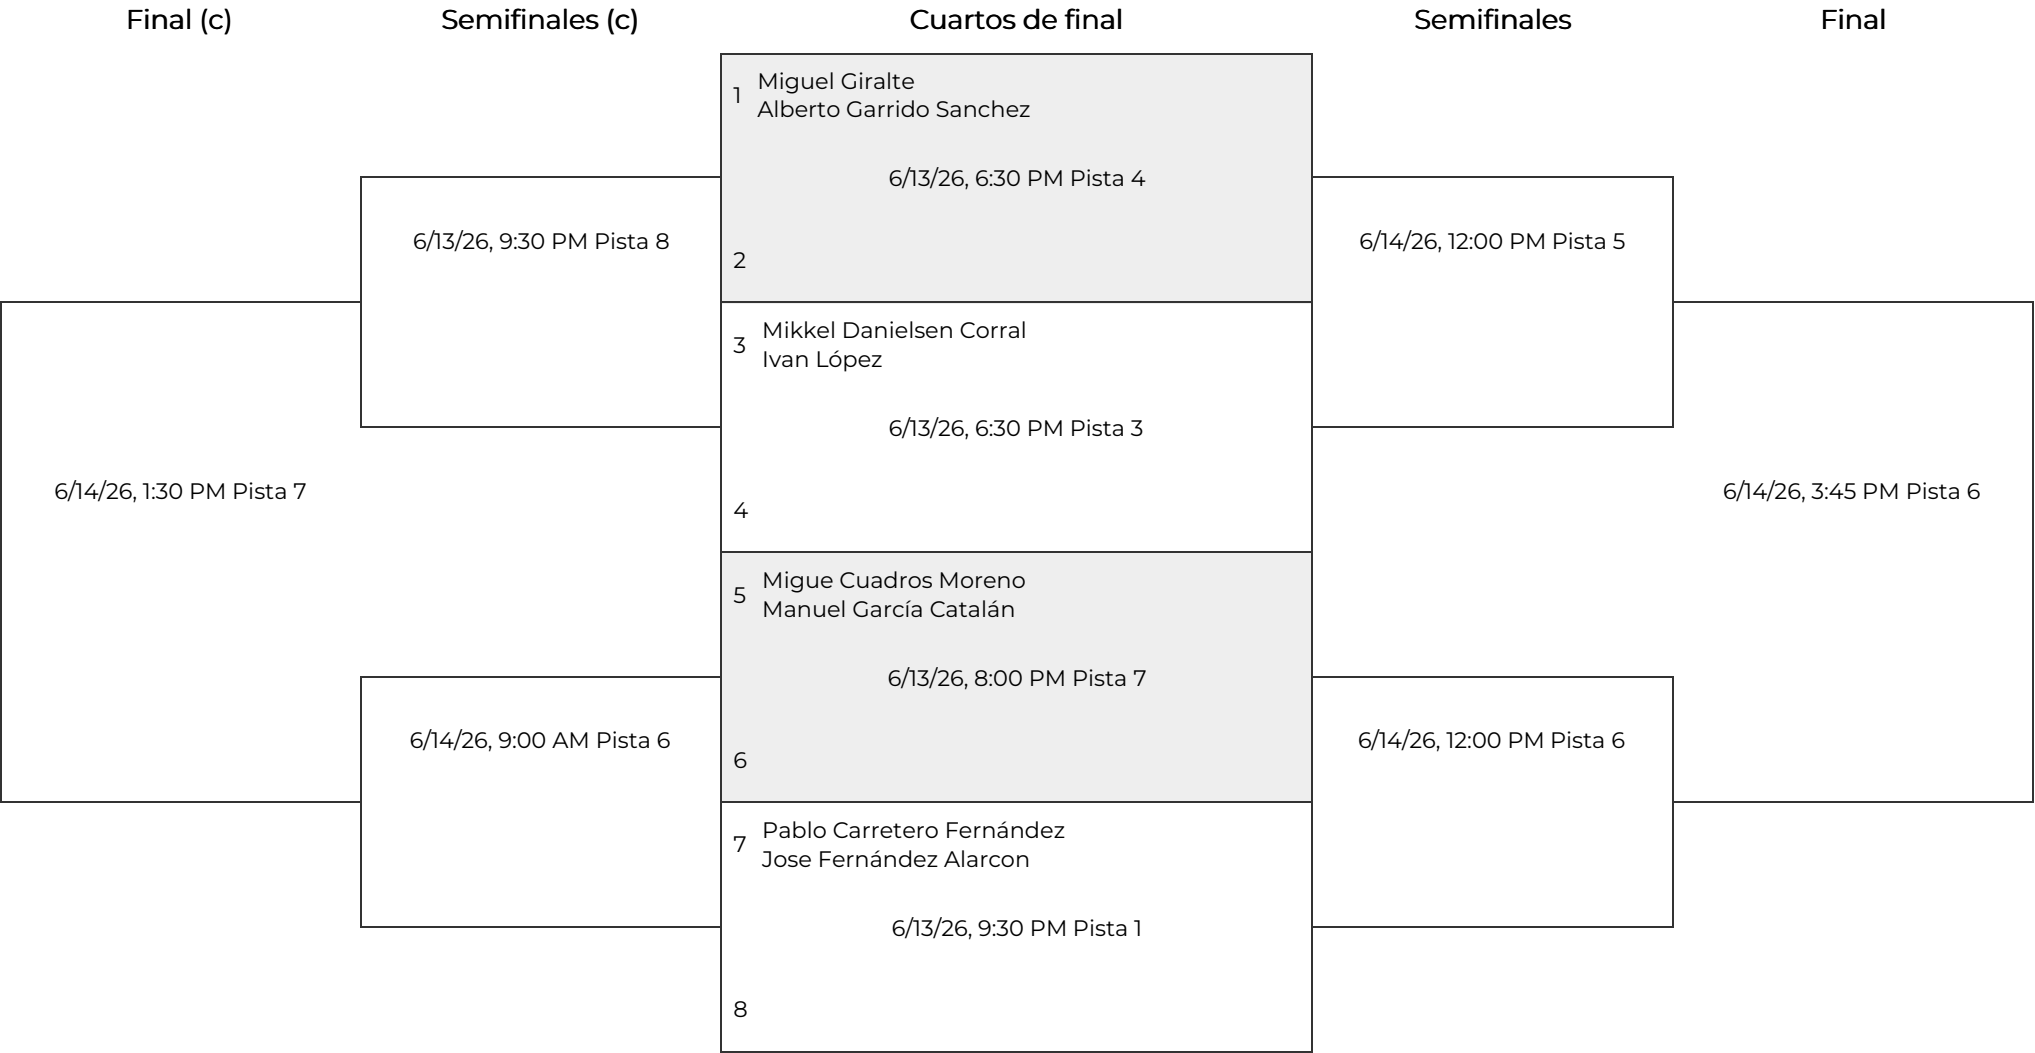 Final (c)
Semifinales (c)
Cuartos de final
Semifinales
Final
1
Miguel Giralte
Alberto Garrido Sanchez
6/13/26, 6:30 PM Pista 4
2
6/13/26, 9:30 PM Pista 8
6/14/26, 12:00 PM Pista 5
3
Mikkel Danielsen Corral
Ivan López
6/13/26, 6:30 PM Pista 3
4
6/14/26, 1:30 PM Pista 7
6/14/26, 3:45 PM Pista 6
5
Migue Cuadros Moreno
Manuel García Catalán
6/13/26, 8:00 PM Pista 7
6
6/14/26, 9:00 AM Pista 6
6/14/26, 12:00 PM Pista 6
7
Pablo Carretero Fernández
Jose Fernández Alarcon
6/13/26, 9:30 PM Pista 1
8